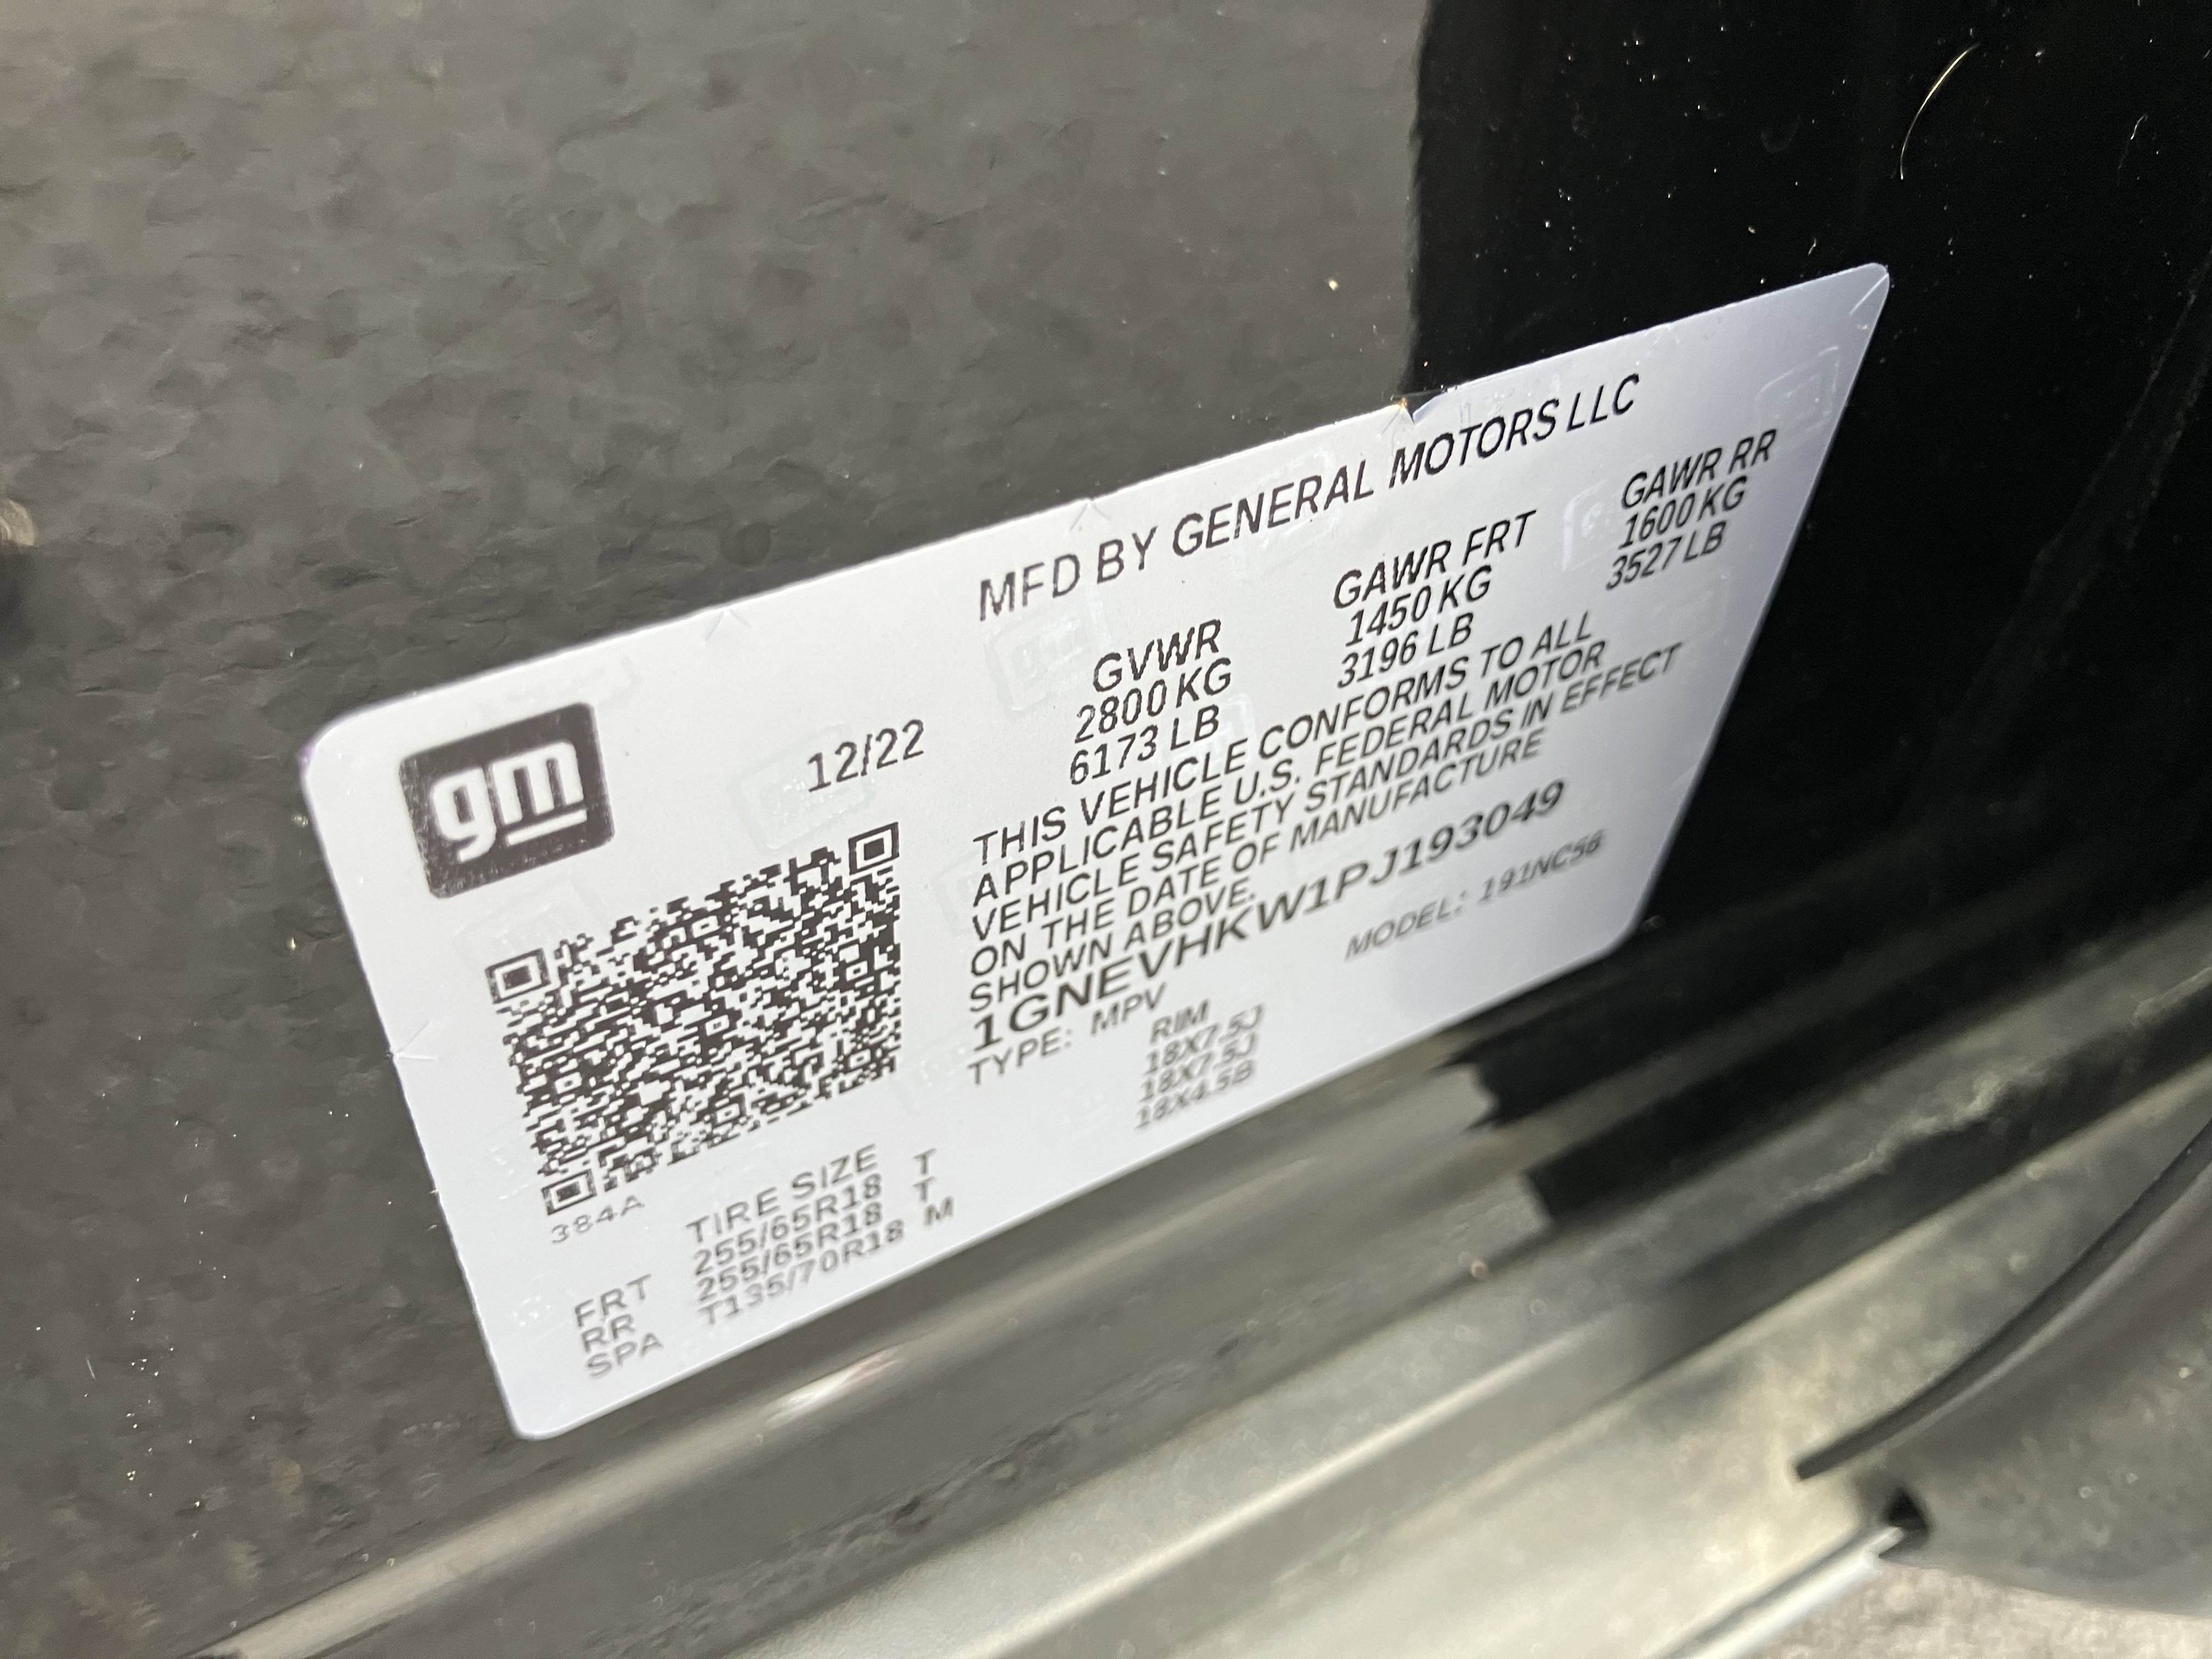 gm
12/22
MFD BY GENERAL MOTORS LLC
GVWR GAWR FRT GAWR RR
2800 KG 1450 KG 1600 KG
6173 LB 3196 LB 3527 LB
THIS VEHICLE CONFORMS TO ALL
APPLICABLE U.S. FEDERAL MOTOR
VEHICLE SAFETY STANDARDS IN EFFECT
ON THE DATE OF MANUFACTURE
SHOWN ABOVE.
1GNEVHKW1PJ193049
TYPE: MPV MODEL: 191NC56
384A
TIRE SIZE RIM
FRT 255/65R18 T 18X7.5J
RR 255/65R18 T 18X7.5J
SPA T135/70R18 M 18X4.5B